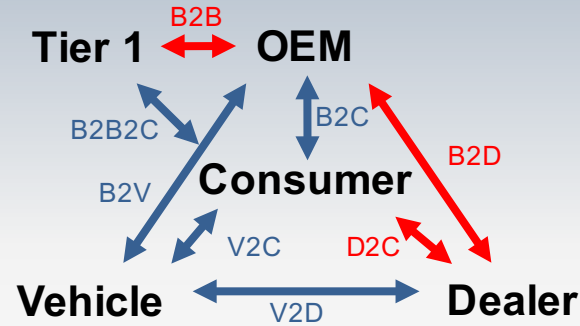 B2B
Tier 1
OEM
B2B2C
B2C
B2V
B2D
Consumer
V2C
D2C
Vehicle
V2D
Dealer